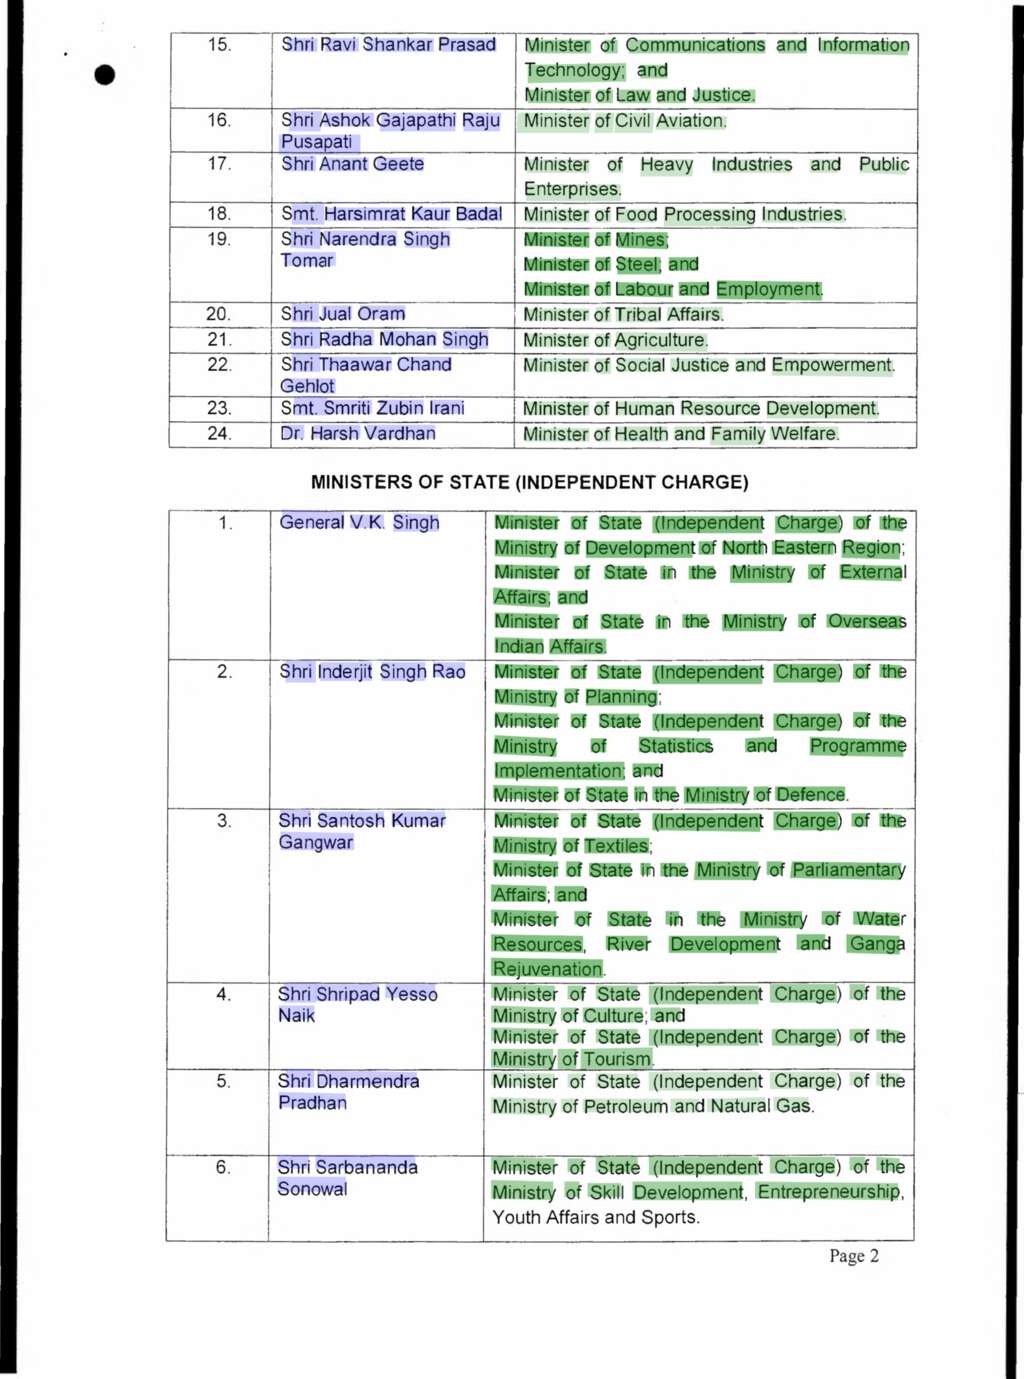 15. Shri Ravi Shankar Prasad Minister of Communications and Information
Technology; and
Minister of Law and Justice.
16. Shri Ashok Gajapathi Raju Minister of Civil Aviation.
Pusapati
17. Shri Anant Geete Minister of Heavy Industries and Public
Enterprises.
18. Smt. Harsimrat Kaur Badal Minister of Food Processing Industries.
19. Shri Narendra Singh Minister of Mines;
Tomar Minister of Steel; and
Minister of Labour and Employment.
20. Shri Jual Oram Minister of Tribal Affairs.
21. Shri Radha Mohan Singh Minister of Agriculture.
22. Shri Thaawar Chand Minister of Social Justice and Empowerment.
Gehlot
23. Smt. Smriti Zubin Irani Minister of Human Resource Development.
24. Dr. Harsh Vardhan Minister of Health and Family Welfare.
MINISTERS OF STATE (INDEPENDENT CHARGE)
1. General V.K. Singh Minister of State (Independent Charge) of the
Ministry of Development of North Eastern Region;
Minister of State in the Ministry of External
Affairs; and
Minister of State in the Ministry of Overseas
Indian Affairs.
2. Shri Inderjit Singh Rao Minister of State (Independent Charge) of the
Ministry of Planning;
Minister of State (Independent Charge) of the
Ministry of Statistics and Programme
Implementation; and
Minister of State in the Ministry of Defence.
3. Shri Santosh Kumar Minister of State (Independent Charge) of the
Gangwar Ministry of Textiles;
Minister of State in the Ministry of Parliamentary
Affairs; and
Minister of State in the Ministry of Water
Resources, River Development and Ganga
Rejuvenation.
4. Shri Shripad Yesso Minister of State (Independent Charge) of the
Naik Ministry of Culture; and
Minister of State (Independent Charge) of the
Ministry of Tourism.
5. Shri Dharmendra Minister of State (Independent Charge) of the
Pradhan Ministry of Petroleum and Natural Gas.
6. Shri Sarbananda Minister of State (Independent Charge) of the
Sonowal Ministry of Skill Development, Entrepreneurship,
Youth Affairs and Sports.
Page 2